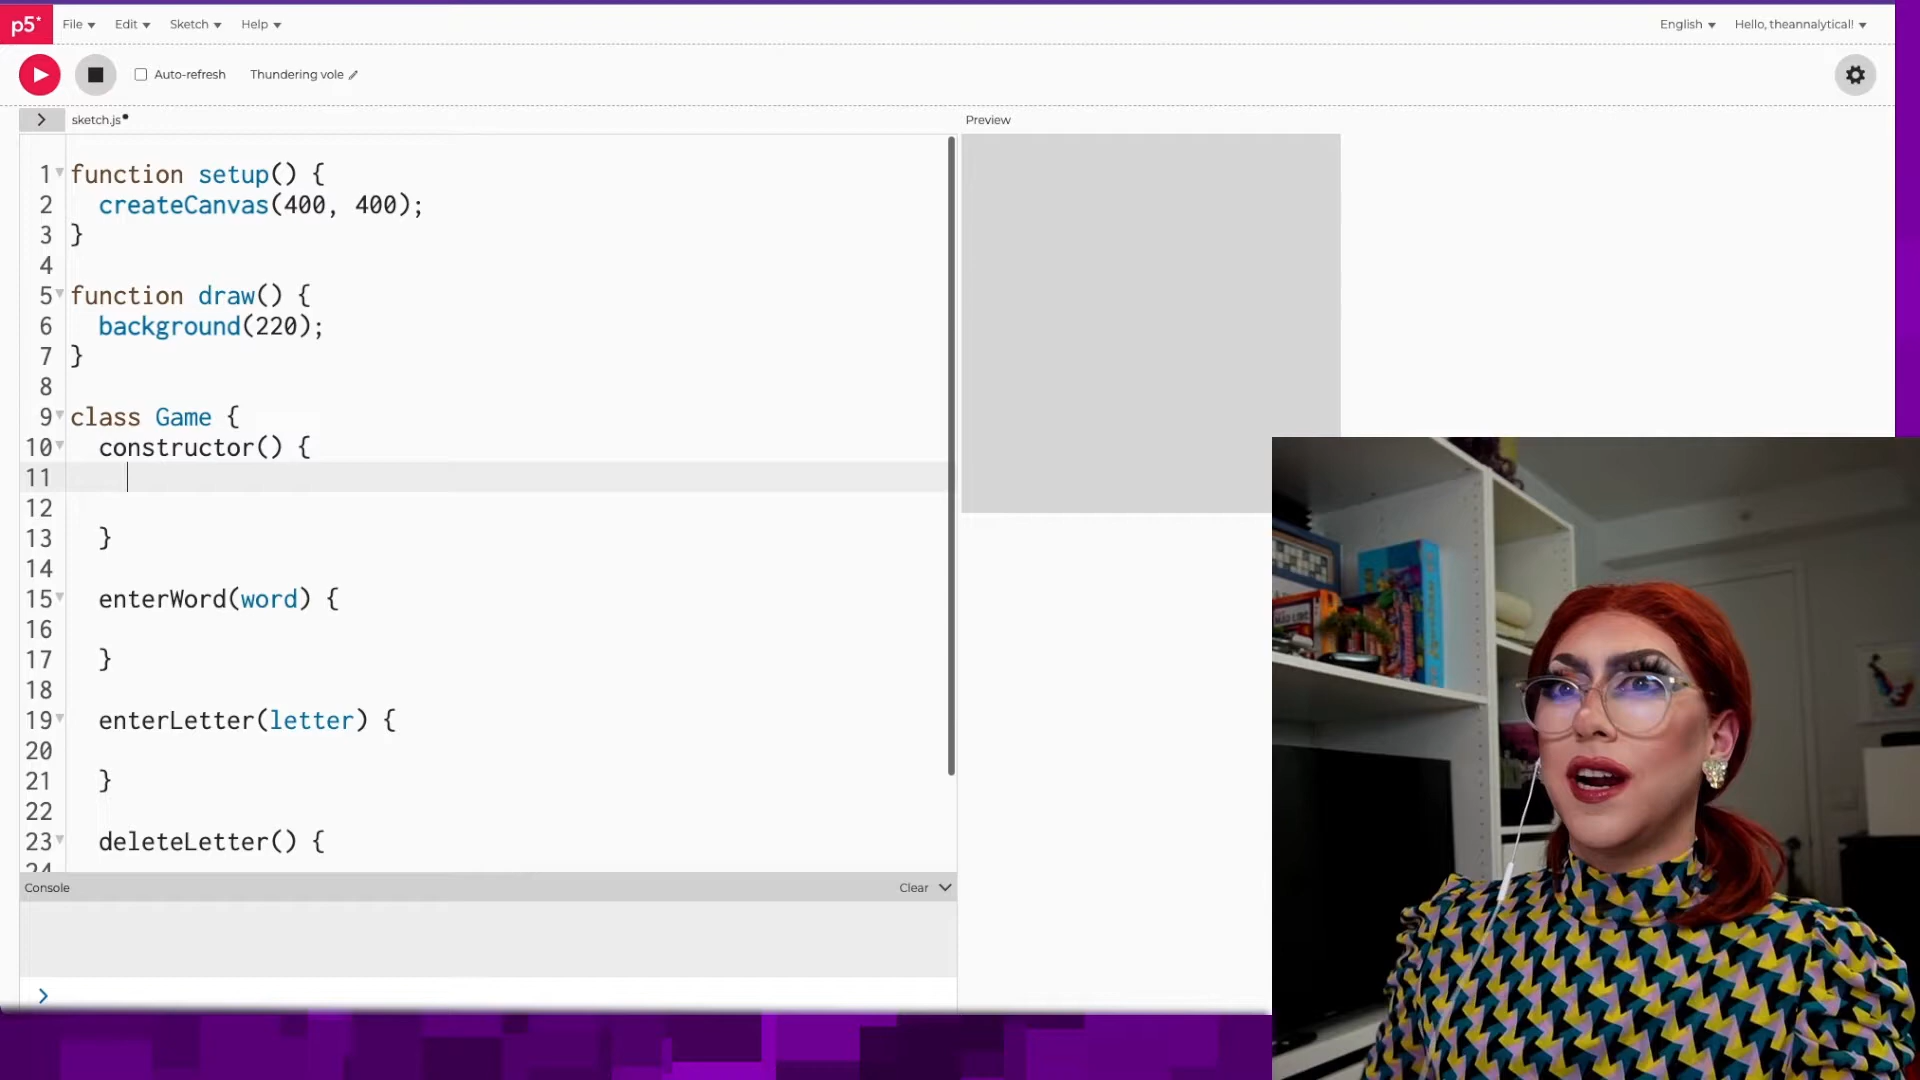 p5* File Edit Sketch Help English Hello, theannalytical!
Auto-refresh Thundering vole
> sketch.js• Preview
1 function setup() {
2 createCanvas(400, 400);
3 }
4
5 function draw() {
6 background(220);
7 }
8
9 class Game {
10 constructor() {
11
12
13 }
14
15 enterWord(word) {
16
17 }
18
19 enterLetter(letter) {
20
21 }
22
23 deleteLetter() {
24
Console Clear
>